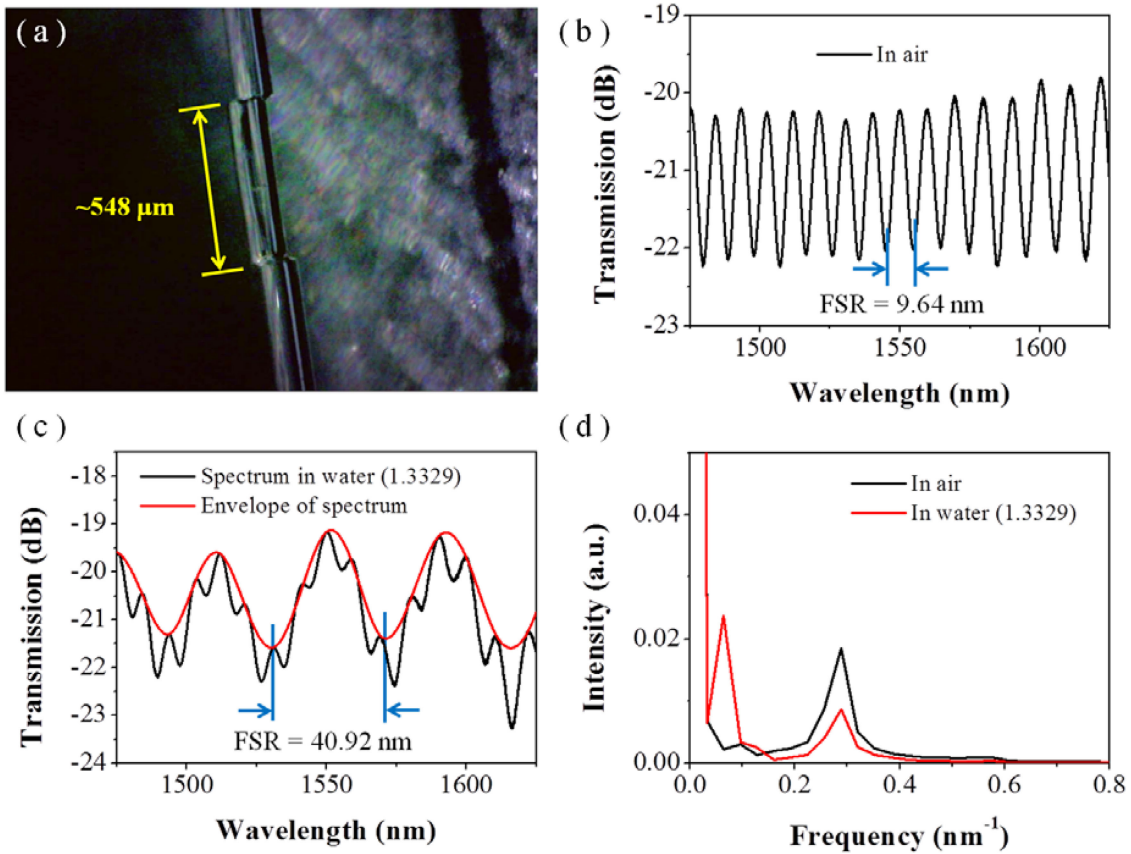 ( a )
~548 μm
( b )
-19
-20
-21
-22
-23
Transmission (dB)
In air
FSR = 9.64 nm
1500
1550
1600
Wavelength (nm)
( c )
-18
-19
-20
-21
-22
-23
-24
Transmission (dB)
Spectrum in water (1.3329)
Envelope of spectrum
FSR = 40.92 nm
1500
1550
1600
Wavelength (nm)
( d )
0.04
0.02
0.00
Intensity (a.u.)
In air
In water (1.3329)
0.0
0.2
0.4
0.6
0.8
Frequency (nm⁻¹)